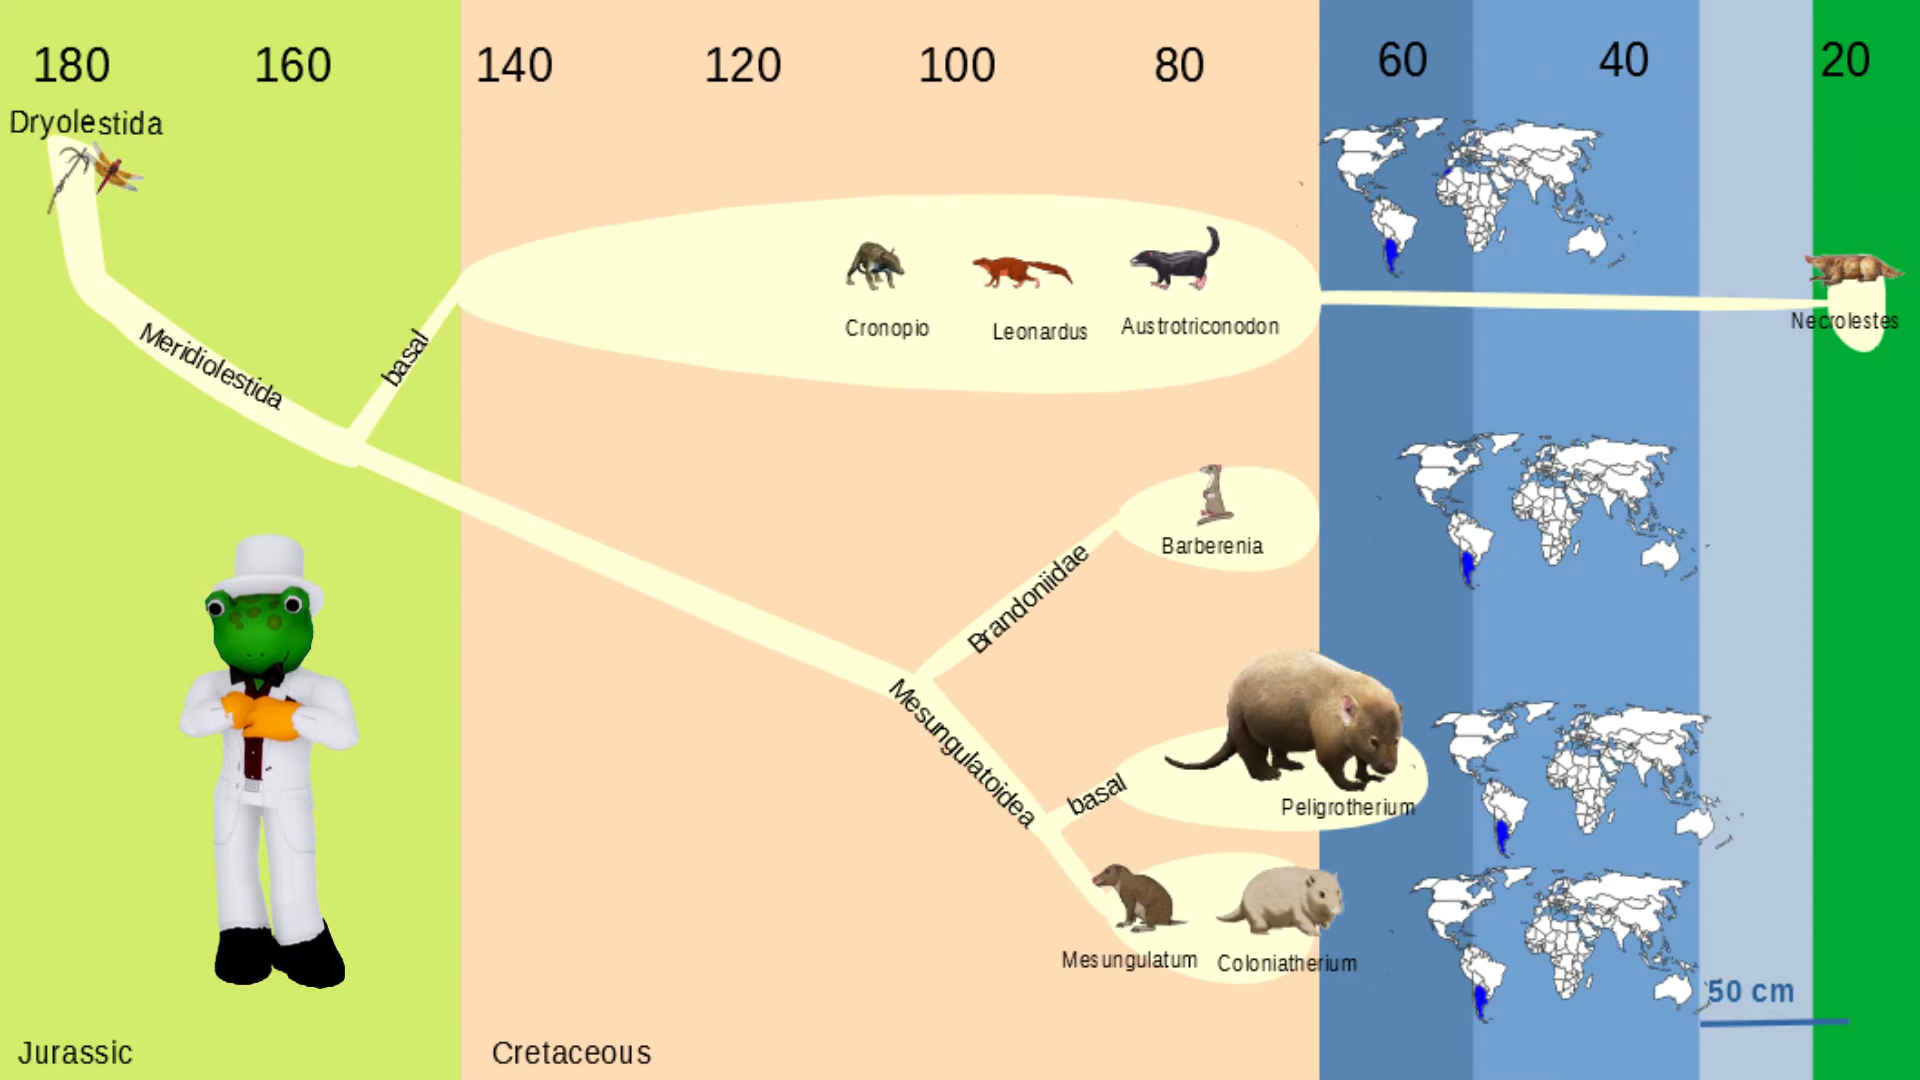 180 160 140 120 100 80 60 40 20
Dryolestida
Meridiolestida
basal
Cronopio
Leonardus
Austrotriconodon
Necrolestes
Barberenia
Brandoniidae
Mesungulatoidea
basal
Peligrotherium
Mesungulatum
Coloniatherium
50 cm
Jurassic
Cretaceous